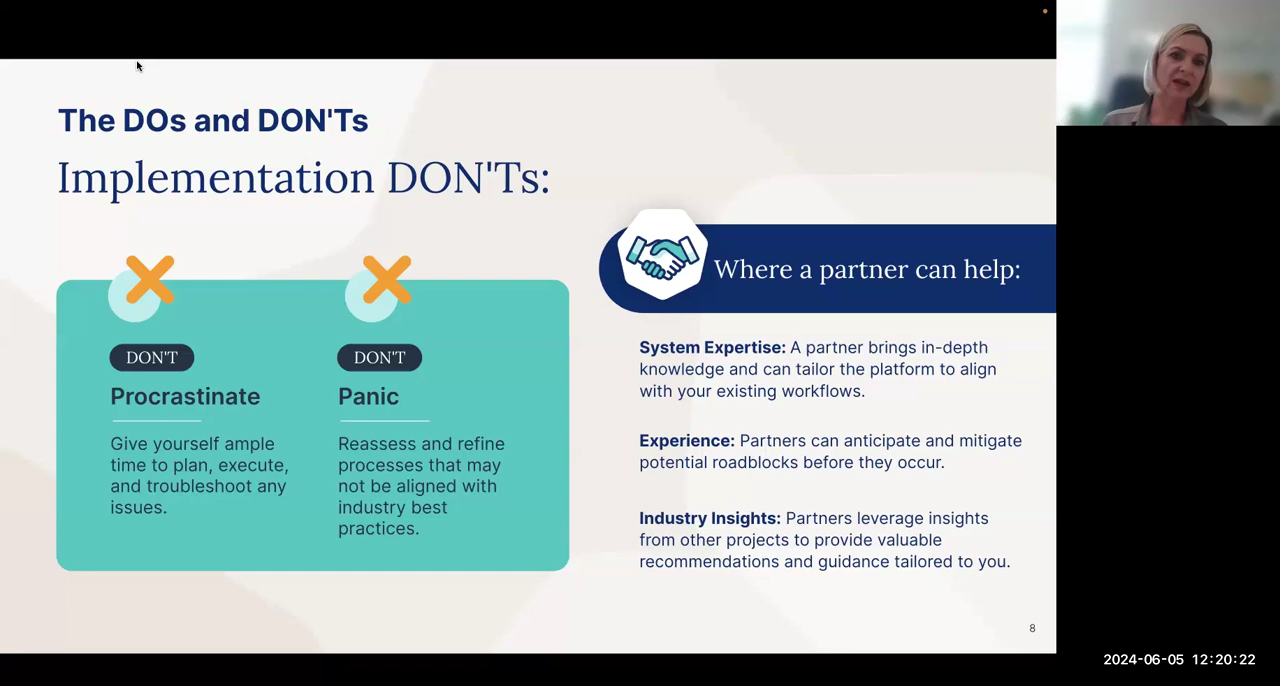 The DOs and DON'Ts
Implementation DON'Ts:
DON'T
Procrastinate
Give yourself ample
time to plan, execute,
and troubleshoot any
issues.
DON'T
Panic
Reassess and refine
processes that may
not be aligned with
industry best
practices.
Where a partner can help:
System Expertise: A partner brings in-depth
knowledge and can tailor the platform to align
with your existing workflows.
Experience: Partners can anticipate and mitigate
potential roadblocks before they occur.
Industry Insights: Partners leverage insights
from other projects to provide valuable
recommendations and guidance tailored to you.
8
2024-06-05 12:20:22